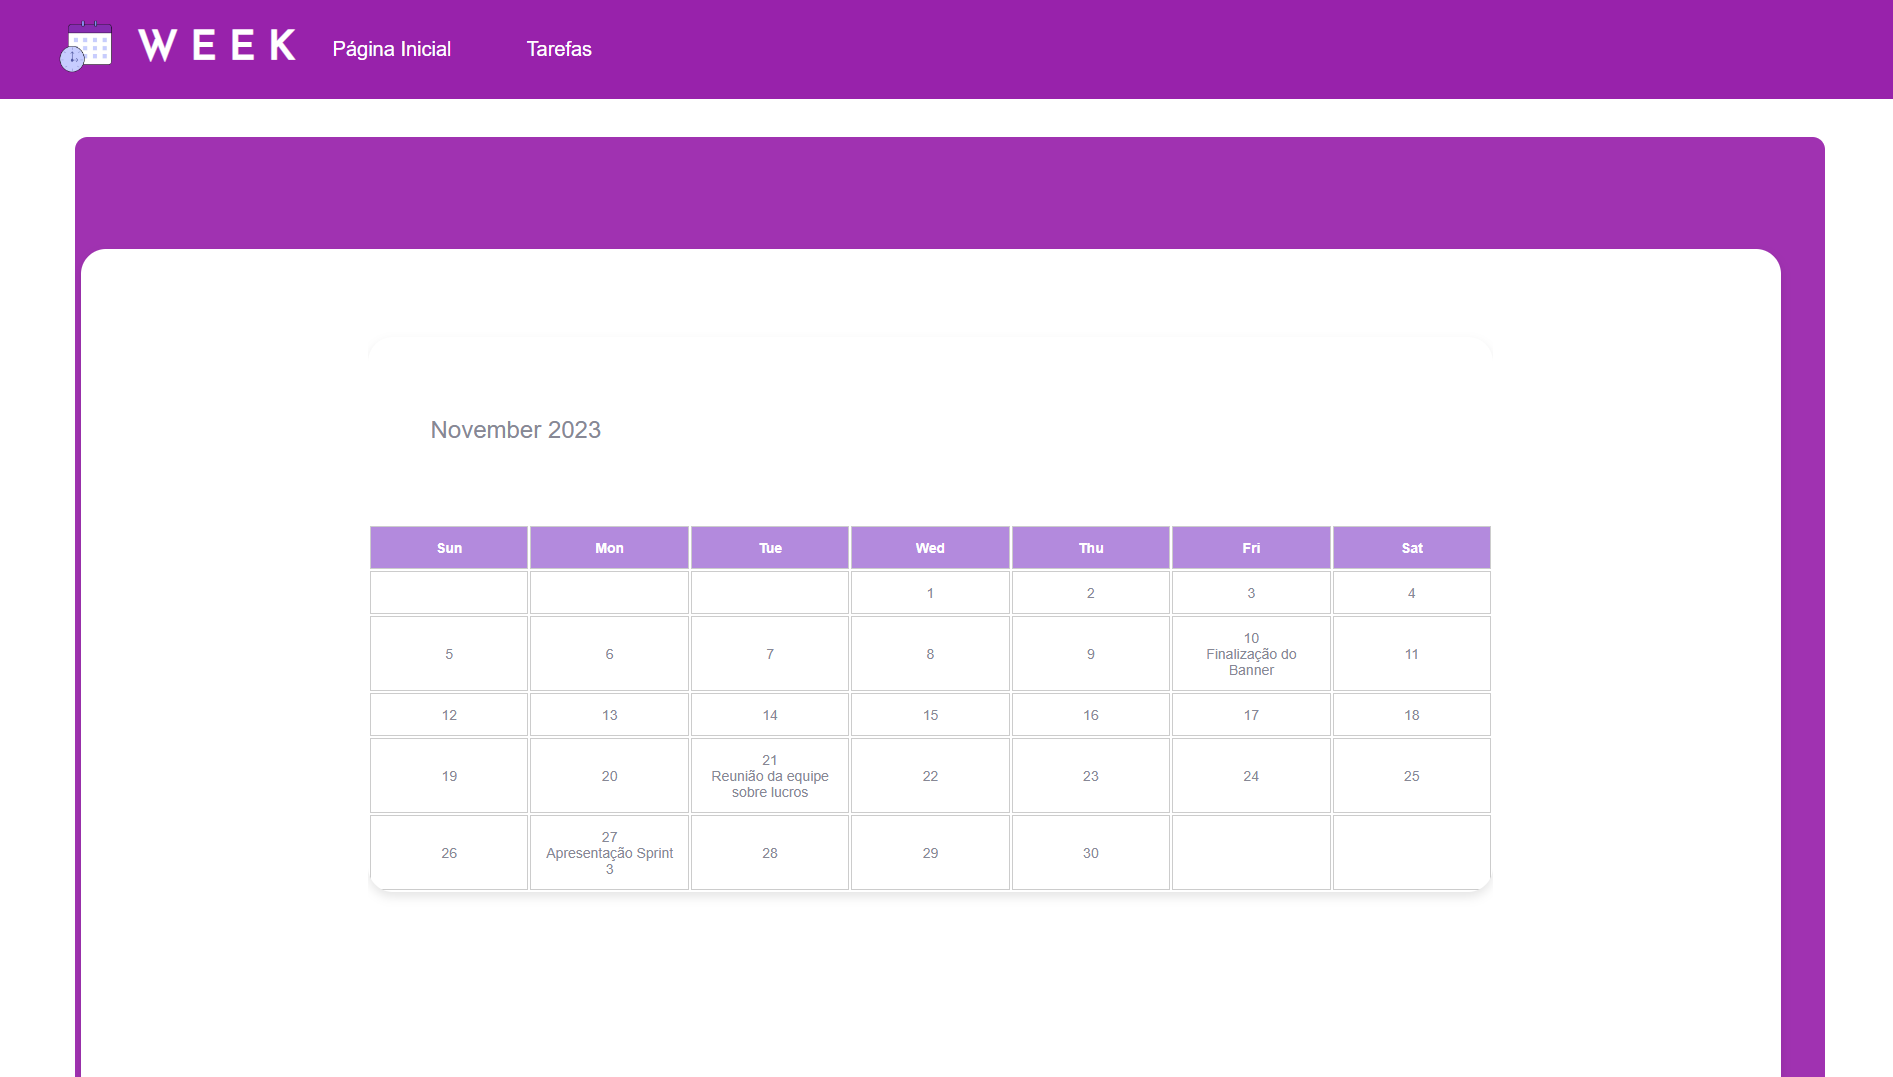 WEEK
Página Inicial
Tarefas
November 2023
Sun Mon Tue Wed Thu Fri Sat
1 2 3 4
5 6 7 8 9 10 11
Finalização do
Banner
12 13 14 15 16 17 18
19 20 21 22 23 24 25
Reunião da equipe
sobre lucros
26 27 28 29 30
Apresentação Sprint
3